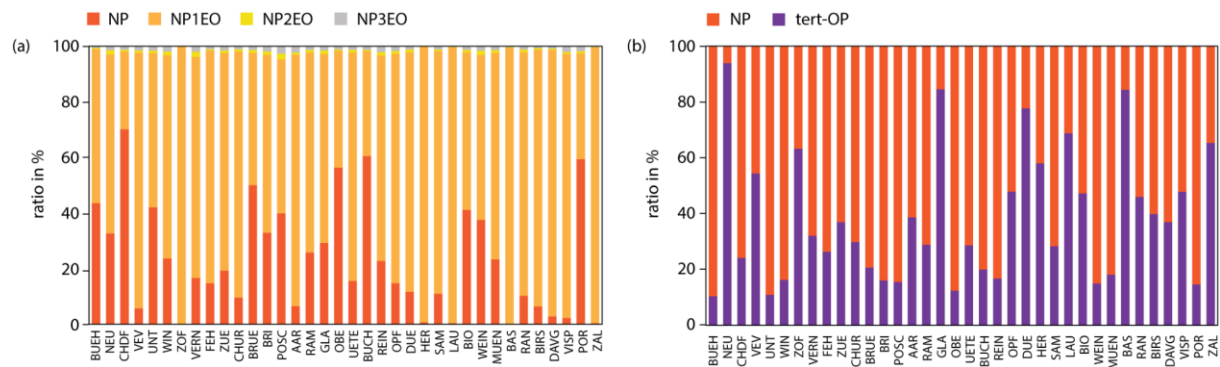 NP NP1EO NP2EO NP3EO
(a)
100
80
60
40
20
0
ratio in %
BUEH NEU CHDF VEV UNT WIN ZOF VERN FEH ZUE CHUR BRUE BRI POSC AAR RAM GLA OBE UETE BUCH REIN OPF DUE HER SAM LAU BIO WEIN MUEN BAS RAN BIRS DAVG VISP POR ZAL
NP tert-OP
(b)
100
80
60
40
20
0
ratio in %
BUEH NEU CHDF VEV UNT WIN ZOF VERN FEH ZUE CHUR BRUE BRI POSC AAR RAM GLA OBE UETE BUCH REIN OPF DUE HER SAM LAU BIO WEIN MUEN BAS RAN BIRS DAVG VISP POR ZAL